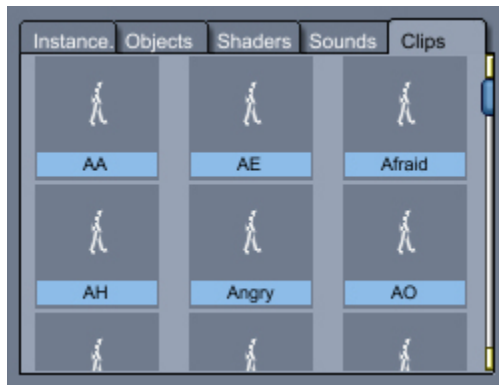 Instance. Objects Shaders Sounds Clips
AA AE Afraid
AH Angry AO